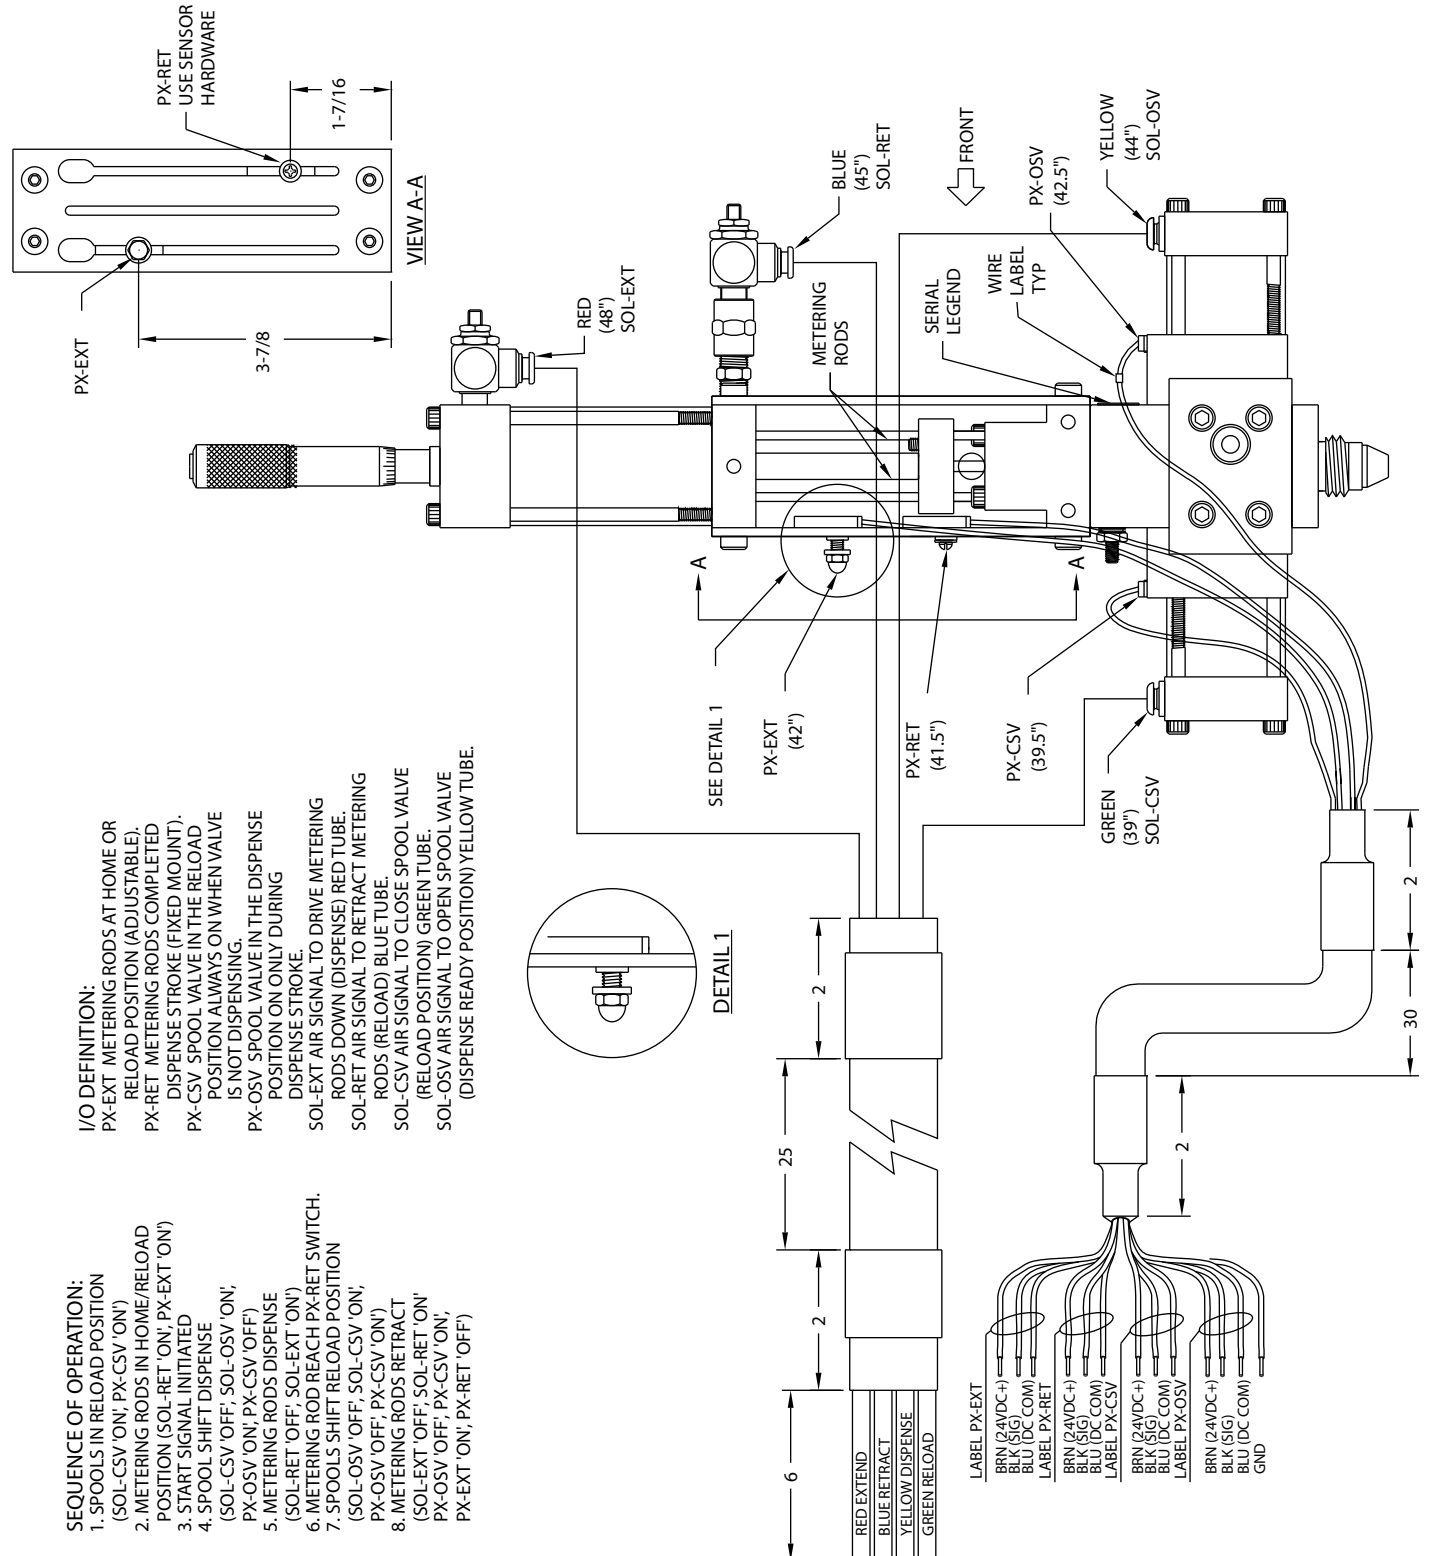 SEQUENCE OF OPERATION:
1. SPOOLS IN RELOAD POSITION
(SOL-CSV 'ON', PX-CSV 'ON')
2. METERING RODS IN HOME/RELOAD
POSITION (SOL-RET 'ON', PX-EXT 'ON')
3. START SIGNAL INITIATED
4. SPOOL SHIFT DISPENSE
(SOL-CSV 'OFF', SOL-OSV 'ON',
PX-OSV 'ON', PX-CSV 'OFF')
5. METERING RODS DISPENSE
(SOL-RET 'OFF', SOL-EXT 'ON')
6. METERING ROD REACH PX-RET SWITCH.
7. SPOOLS SHIFT RELOAD POSITION
(SOL-OSV 'OFF', SOL-CSV 'ON',
PX-OSV 'OFF', PX-CSV 'ON')
8. METERING RODS RETRACT
(SOL-EXT 'OFF', SOL-RET 'ON'
PX-OSV 'OFF', PX-CSV 'ON',
PX-EXT 'ON', PX-RET 'OFF')
I/O DEFINITION:
PX-EXT METERING RODS AT HOME OR
RELOAD POSITION (ADJUSTABLE).
PX-RET METERING RODS COMPLETED
DISPENSE STROKE (FIXED MOUNT).
PX-CSV SPOOL VALVE IN THE RELOAD
POSITION ALWAYS ON WHEN VALVE
IS NOT DISPENSING.
PX-OSV SPOOL VALVE IN THE DISPENSE
POSITION ON ONLY DURING
DISPENSE STROKE.
SOL-EXT AIR SIGNAL TO DRIVE METERING
RODS DOWN (DISPENSE) RED TUBE.
SOL-RET AIR SIGNAL TO RETRACT METERING
RODS (RELOAD) BLUE TUBE.
SOL-CSV AIR SIGNAL TO CLOSE SPOOL VALVE
(RELOAD POSITION) GREEN TUBE.
SOL-OSV AIR SIGNAL TO OPEN SPOOL VALVE
(DISPENSE READY POSITION) YELLOW TUBE.
PX-EXT
3-7/8
PX-RET
USE SENSOR
HARDWARE
1-7/16
VIEW A-A
DETAIL 1
RED
(48")
SOL-EXT
BLUE
(45")
SOL-RET
METERING
RODS
FRONT
SERIAL
LEGEND
WIRE
LABEL
TYP
PX-OSV
(42.5")
YELLOW
(44")
SOL-OSV
A
A
SEE DETAIL 1
PX-EXT
(42")
PX-RET
(41.5")
PX-CSV
(39.5")
GREEN
(39")
SOL-CSV
6
2
25
2
RED EXTEND
BLUE RETRACT
YELLOW DISPENSE
GREEN RELOAD
2
30
2
LABEL PX-EXT
BRN (24VDC+)
BLK (SIG)
BLU (DC COM)
LABEL PX-RET
BRN (24VDC+)
BLK (SIG)
BLU (DC COM)
LABEL PX-CSV
BRN (24VDC+)
BLK (SIG)
BLU (DC COM)
LABEL PX-OSV
BRN (24VDC+)
BLK (SIG)
BLU (DC COM)
GND